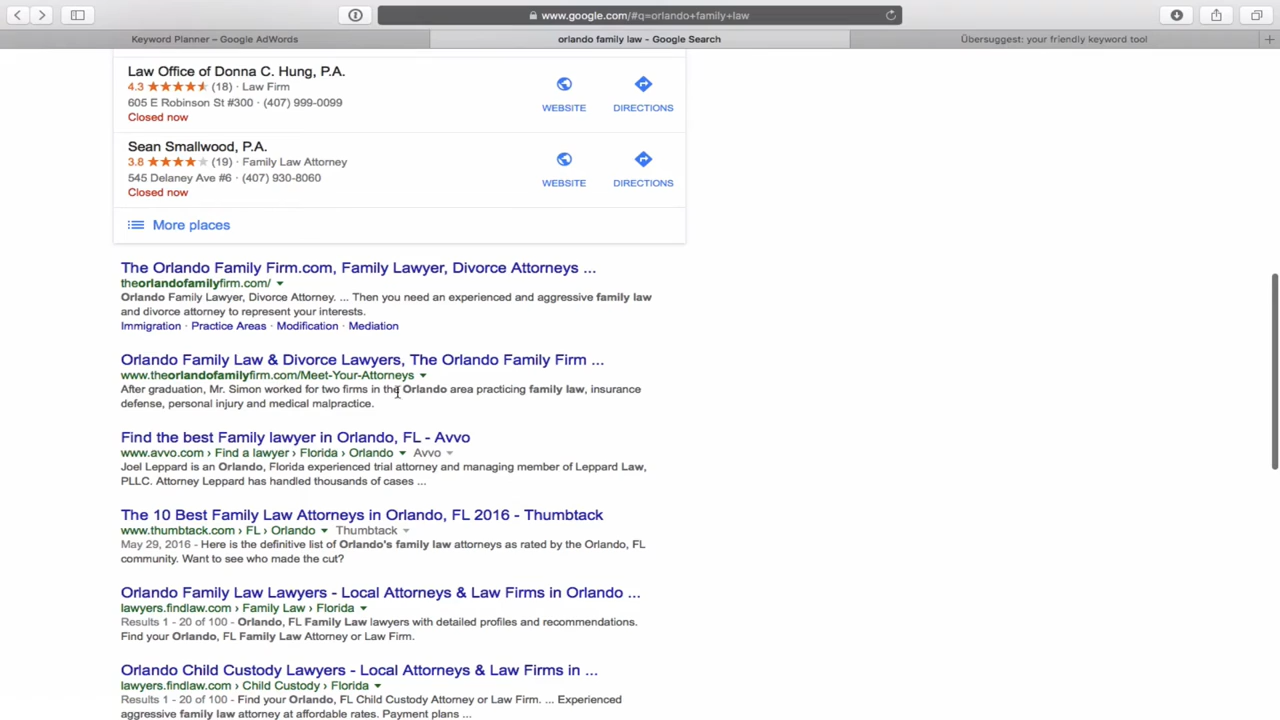 www.google.com/#q=orlando+family+law
Keyword Planner – Google AdWords
orlando family law - Google Search
Übersuggest: your friendly keyword tool
Law Office of Donna C. Hung, P.A.
4.3 ★★★★★ (18) · Law Firm
605 E Robinson St #300 · (407) 999-0099
Closed now
WEBSITE
DIRECTIONS
Sean Smallwood, P.A.
3.8 ★★★★★ (19) · Family Law Attorney
545 Delaney Ave #6 · (407) 930-8060
Closed now
WEBSITE
DIRECTIONS
More places
The Orlando Family Firm.com, Family Lawyer, Divorce Attorneys ...
theorlandofamilyfirm.com/
Orlando Family Lawyer, Divorce Attorney. ... Then you need an experienced and aggressive family law
and divorce attorney to represent your interests.
Immigration · Practice Areas · Modification · Mediation
Orlando Family Law & Divorce Lawyers, The Orlando Family Firm ...
www.theorlandofamilyfirm.com/Meet-Your-Attorneys
After graduation, Mr. Simon worked for two firms in the Orlando area practicing family law, insurance
defense, personal injury and medical malpractice.
Find the best Family lawyer in Orlando, FL - Avvo
www.avvo.com › Find a lawyer › Florida › Orlando Avvo
Joel Leppard is an Orlando, Florida experienced trial attorney and managing member of Leppard Law,
PLLC. Attorney Leppard has handled thousands of cases ...
The 10 Best Family Law Attorneys in Orlando, FL 2016 - Thumbtack
www.thumbtack.com › FL › Orlando Thumbtack
May 29, 2016 - Here is the definitive list of Orlando's family law attorneys as rated by the Orlando, FL
community. Want to see who made the cut?
Orlando Family Law Lawyers - Local Attorneys & Law Firms in Orlando ...
lawyers.findlaw.com › Family Law › Florida
Results 1 - 20 of 100 - Orlando, FL Family Law lawyers with detailed profiles and recommendations.
Find your Orlando, FL Family Law Attorney or Law Firm.
Orlando Child Custody Lawyers - Local Attorneys & Law Firms in ...
lawyers.findlaw.com › Child Custody › Florida
Results 1 - 20 of 100 - Find your Orlando, FL Child Custody Attorney or Law Firm. ... Experienced
aggressive family law attorney at affordable rates. Payment plans ...